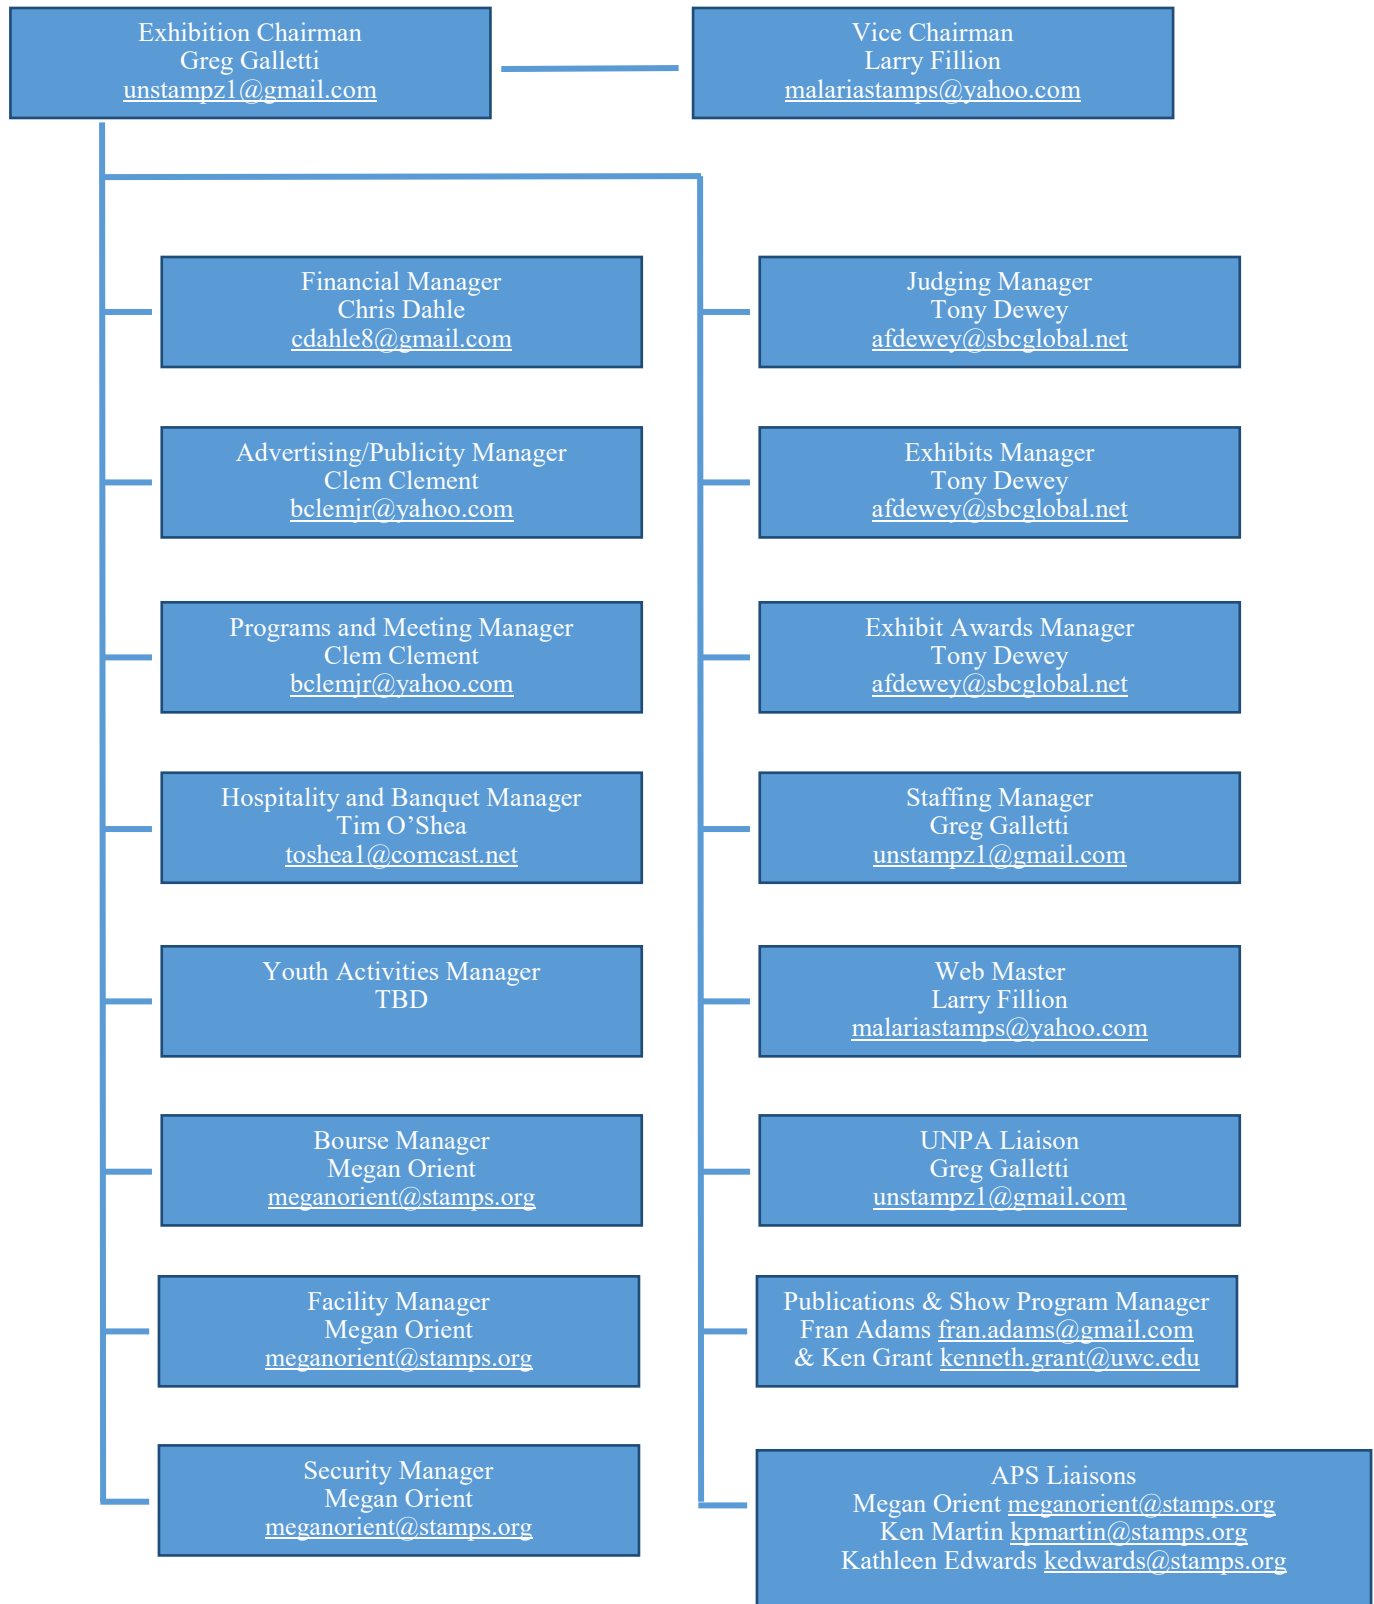 Exhibition Chairman
Greg Galletti
unstampz1@gmail.com
Vice Chairman
Larry Fillion
malariastamps@yahoo.com
Financial Manager
Chris Dahle
cdahle8@gmail.com
Judging Manager
Tony Dewey
afdewey@sbcglobal.net
Advertising/Publicity Manager
Clem Clement
bclemjr@yahoo.com
Exhibits Manager
Tony Dewey
afdewey@sbcglobal.net
Programs and Meeting Manager
Clem Clement
bclemjr@yahoo.com
Exhibit Awards Manager
Tony Dewey
afdewey@sbcglobal.net
Hospitality and Banquet Manager
Tim O’Shea
toshea1@comcast.net
Staffing Manager
Greg Galletti
unstampz1@gmail.com
Youth Activities Manager
TBD
Web Master
Larry Fillion
malariastamps@yahoo.com
Bourse Manager
Megan Orient
meganorient@stamps.org
UNPA Liaison
Greg Galletti
unstampz1@gmail.com
Facility Manager
Megan Orient
meganorient@stamps.org
Publications & Show Program Manager
Fran Adams fran.adams@gmail.com
& Ken Grant kenneth.grant@uwc.edu
Security Manager
Megan Orient
meganorient@stamps.org
APS Liaisons
Megan Orient meganorient@stamps.org
Ken Martin kpmartin@stamps.org
Kathleen Edwards kedwards@stamps.org